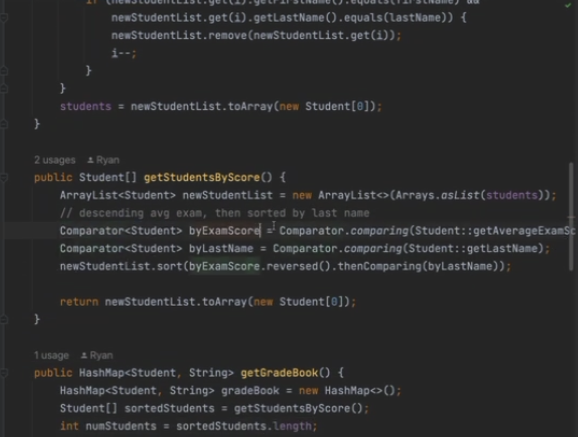 if (newStudentList.get(i).getFirstName().equals(firstName) &&
newStudentList.get(i).getLastName().equals(lastName)) {
newStudentList.remove(newStudentList.get(i));
i--;
}
}
students = newStudentList.toArray(new Student[0]);
}
2 usages Ryan
public Student[] getStudentsByScore() {
ArrayList<Student> newStudentList = new ArrayList<>(Arrays.asList(students));
// descending avg exam, then sorted by last name
Comparator<Student> byExamScore = Comparator.comparing(Student::getAverageExamSc
Comparator<Student> byLastName = Comparator.comparing(Student::getLastName);
newStudentList.sort(byExamScore.reversed().thenComparing(byLastName));
return newStudentList.toArray(new Student[0]);
}
1 usage Ryan
public HashMap<Student, String> getGradeBook() {
HashMap<Student, String> gradeBook = new HashMap<>();
Student[] sortedStudents = getStudentsByScore();
int numStudents = sortedStudents.length;